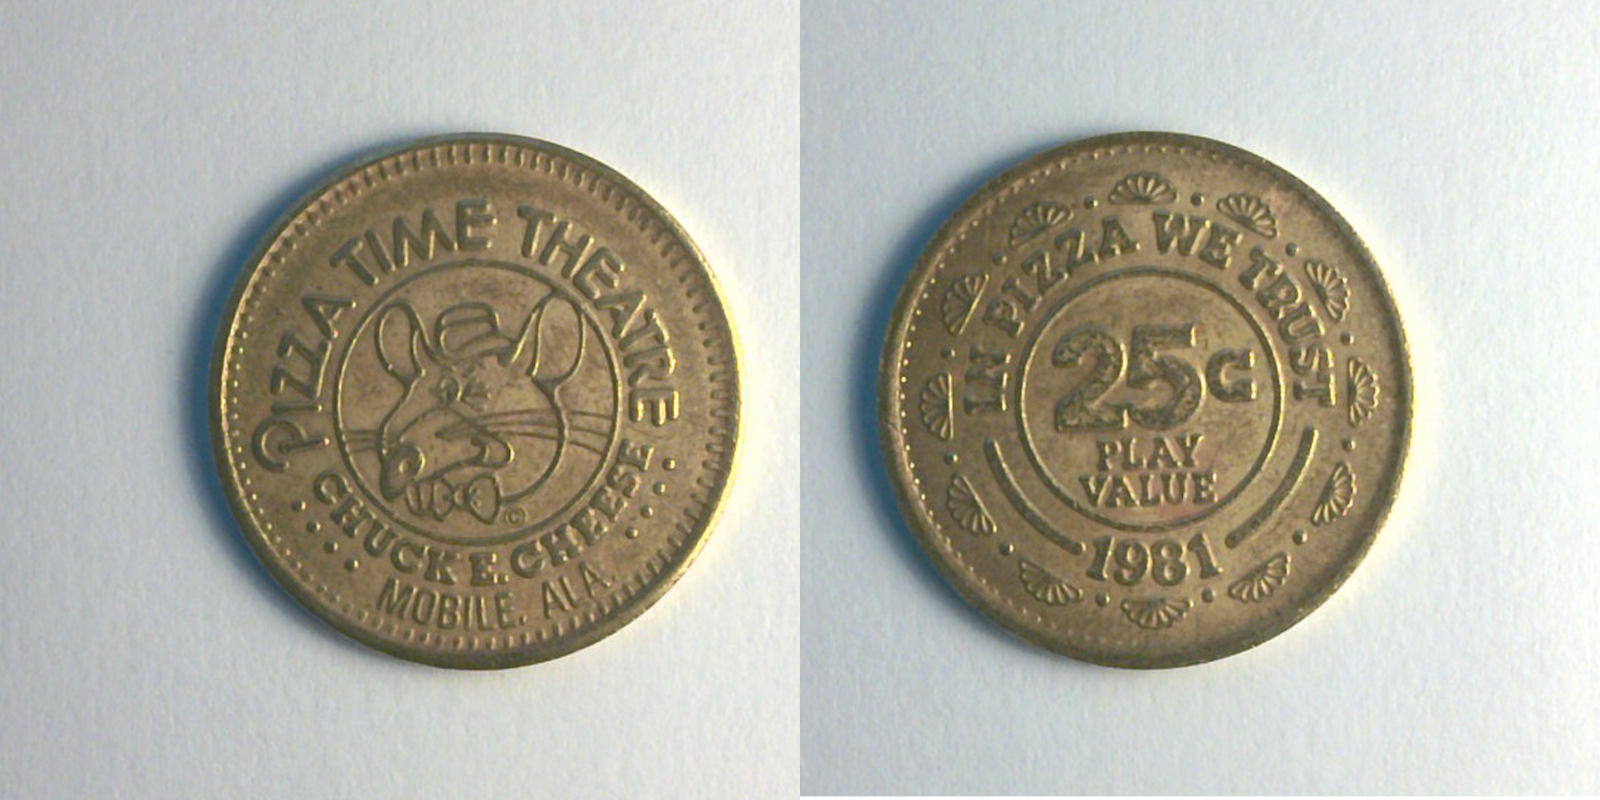 PIZZA TIME THEATRE
©
CHUCK E. CHEESE
MOBILE, ALA.
IN PIZZA WE TRUST
25¢
PLAY
VALUE
1981